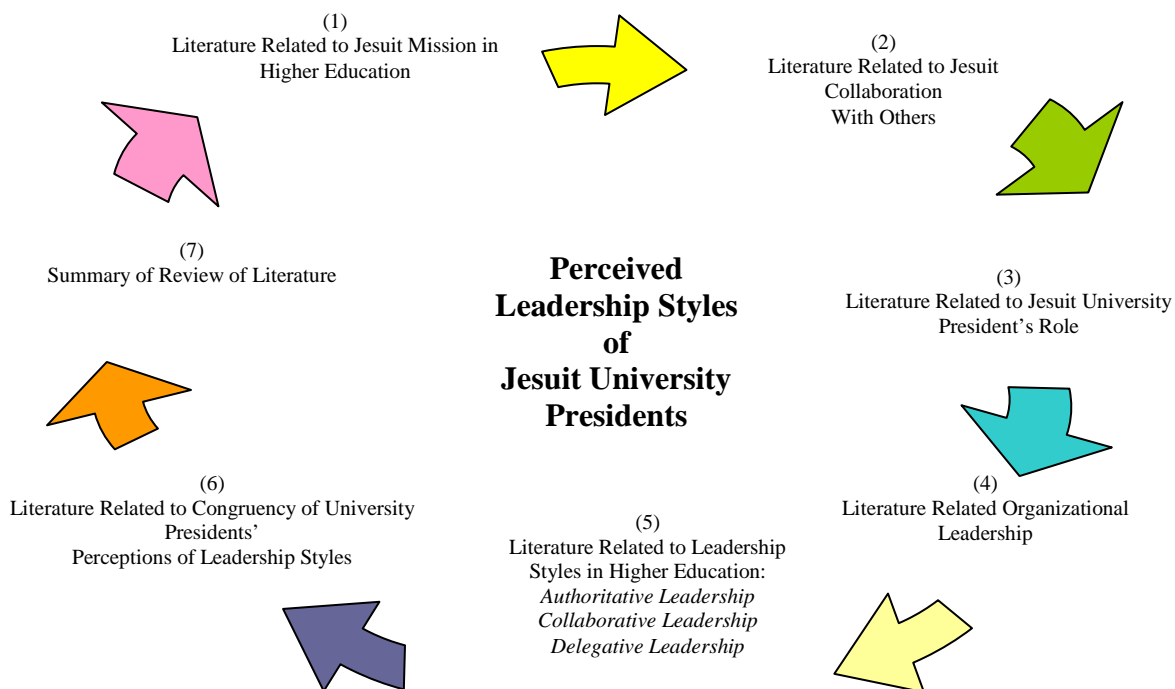 (1)
Literature Related to Jesuit Mission in
Higher Education
(2)
Literature Related to Jesuit
Collaboration
With Others
(3)
Literature Related to Jesuit University
President's Role
(4)
Literature Related Organizational
Leadership
(5)
Literature Related to Leadership
Styles in Higher Education:
Authoritative Leadership
Collaborative Leadership
Delegative Leadership
(6)
Literature Related to Congruency of University
Presidents'
Perceptions of Leadership Styles
(7)
Summary of Review of Literature
Perceived
Leadership Styles
of
Jesuit University
Presidents